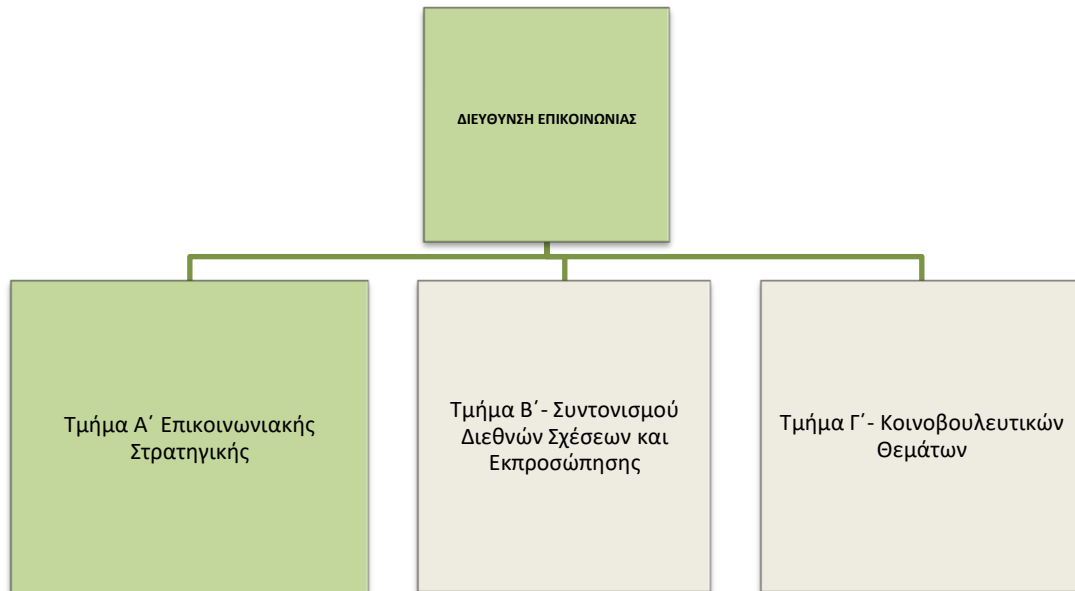 ΔΙΕΥΘΥΝΣΗ ΕΠΙΚΟΙΝΩΝΙΑΣ
Τμήμα Α΄ Επικοινωνιακής
Στρατηγικής
Τμήμα Β΄- Συντονισμού
Διεθνών Σχέσεων και
Εκπροσώπησης
Τμήμα Γ΄- Κοινοβουλευτικών
Θεμάτων